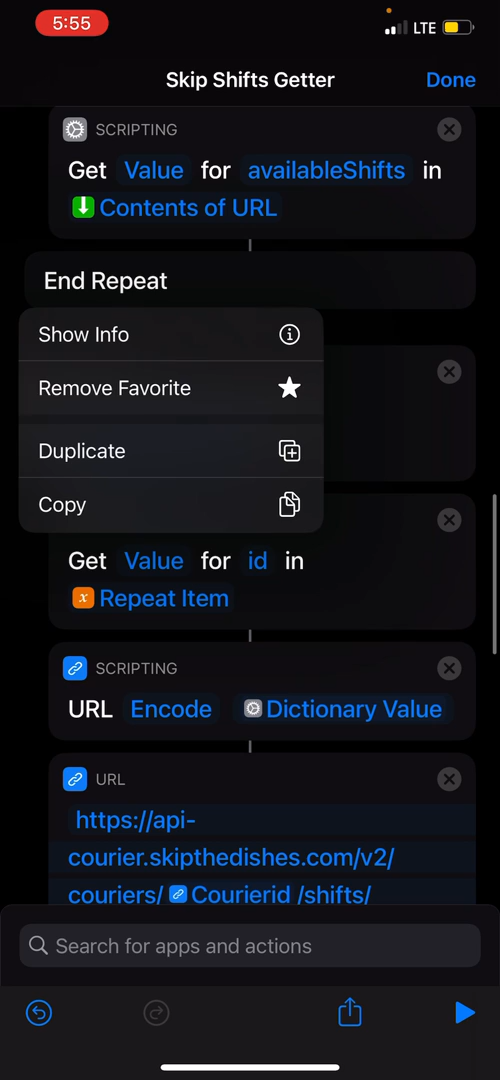 5:55
LTE
Skip Shifts Getter
Done
SCRIPTING
Get Value for availableShifts in
Contents of URL
End Repeat
Show Info
Remove Favorite
Duplicate
Copy
Get Value for id in
x Repeat Item
SCRIPTING
URL Encode Dictionary Value
URL
https://api-
courier.skipthedishes.com/v2/
couriers/ Courierid /shifts/
Search for apps and actions